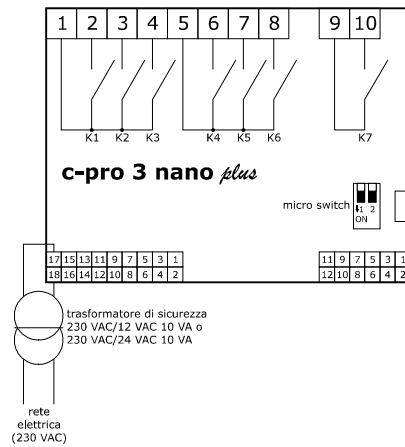 1 2 3 4 5 6 7 8 9 10
K1 K2 K3 K4 K5 K6 K7
c-pro 3 nano plus
micro switch
1 2
ON
17 15 13 11 9 7 5 3 1
18 16 14 12 10 8 6 4 2
11 9 7 5 3 1
12 10 8 6 4 2
trasformatore di sicurezza
230 VAC/12 VAC 10 VA o
230 VAC/24 VAC 10 VA
rete
elettrica
(230 VAC)